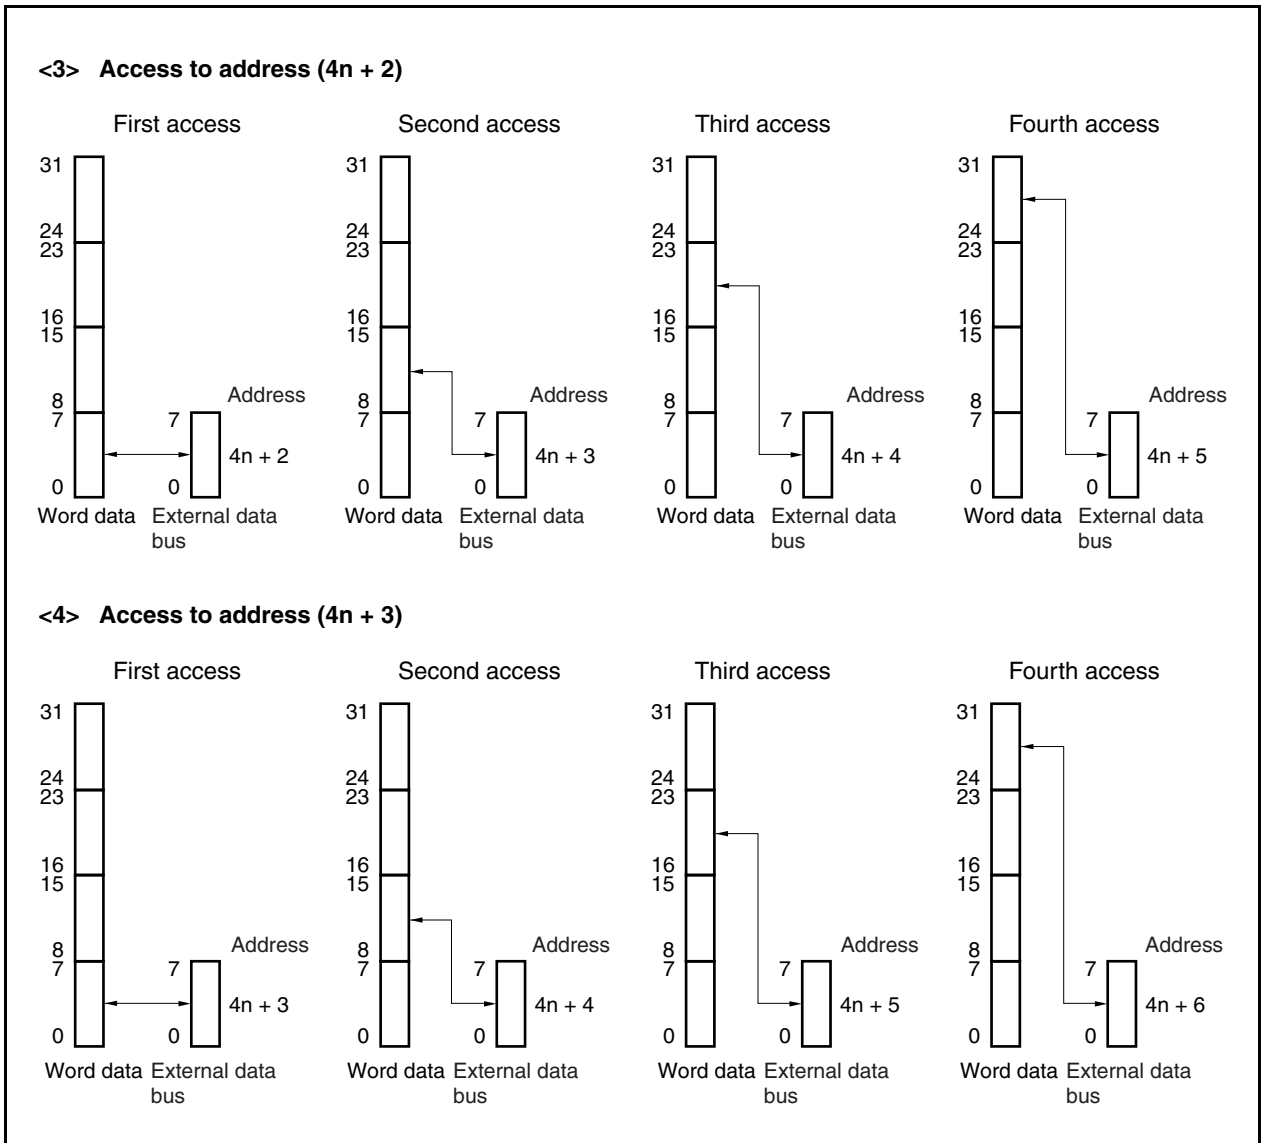 <3> Access to address (4n + 2)
First access Second access Third access Fourth access
31 31 31 31
24 24 24 24
23 23 23 23
16 16 16 16
15 15 15 15
Address Address Address Address
8 8 8 8
7 7 7 7 7 7 7 7
4n + 2 4n + 3 4n + 4 4n + 5
0 0 0 0 0 0 0 0
Word data External data Word data External data Word data External data Word data External data
bus bus bus bus
<4> Access to address (4n + 3)
First access Second access Third access Fourth access
31 31 31 31
24 24 24 24
23 23 23 23
16 16 16 16
15 15 15 15
Address Address Address Address
8 8 8 8
7 7 7 7 7 7 7 7
4n + 3 4n + 4 4n + 5 4n + 6
0 0 0 0 0 0 0 0
Word data External data Word data External data Word data External data Word data External data
bus bus bus bus